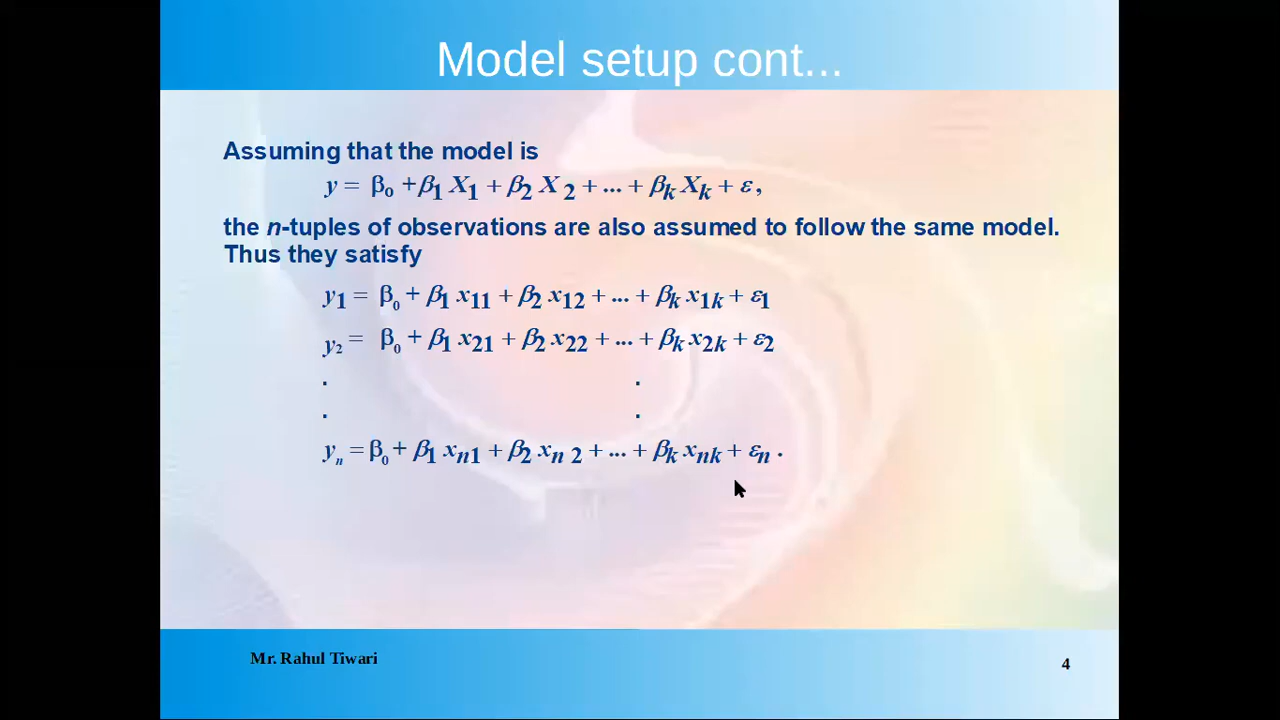 Model setup cont...
Assuming that the model is
y = β₀ + β₁ X₁ + β₂ X₂ + ... + βₖ Xₖ + ε,
the n-tuples of observations are also assumed to follow the same model.
Thus they satisfy
y₁ = β₀ + β₁ x₁₁ + β₂ x₁₂ + ... + βₖ x₁ₖ + ε₁
y₂ = β₀ + β₁ x₂₁ + β₂ x₂₂ + ... + βₖ x₂ₖ + ε₂
. .
. .
yₙ = β₀ + β₁ xₙ₁ + β₂ xₙ₂ + ... + βₖ xₙₖ + εₙ .
Mr. Rahul Tiwari
4